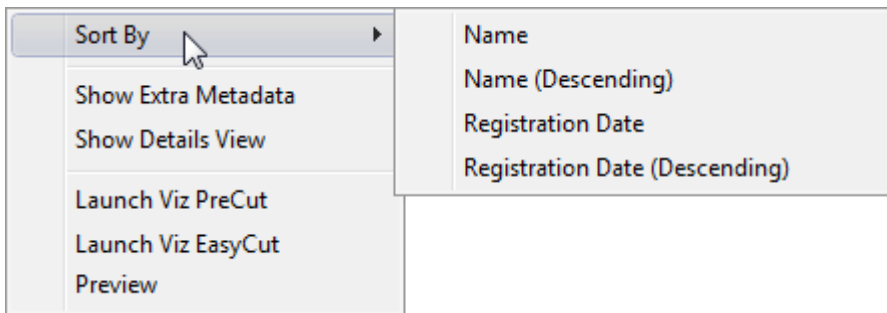 Sort By
Name
Name (Descending)
Registration Date
Registration Date (Descending)
Show Extra Metadata
Show Details View
Launch Viz PreCut
Launch Viz EasyCut
Preview